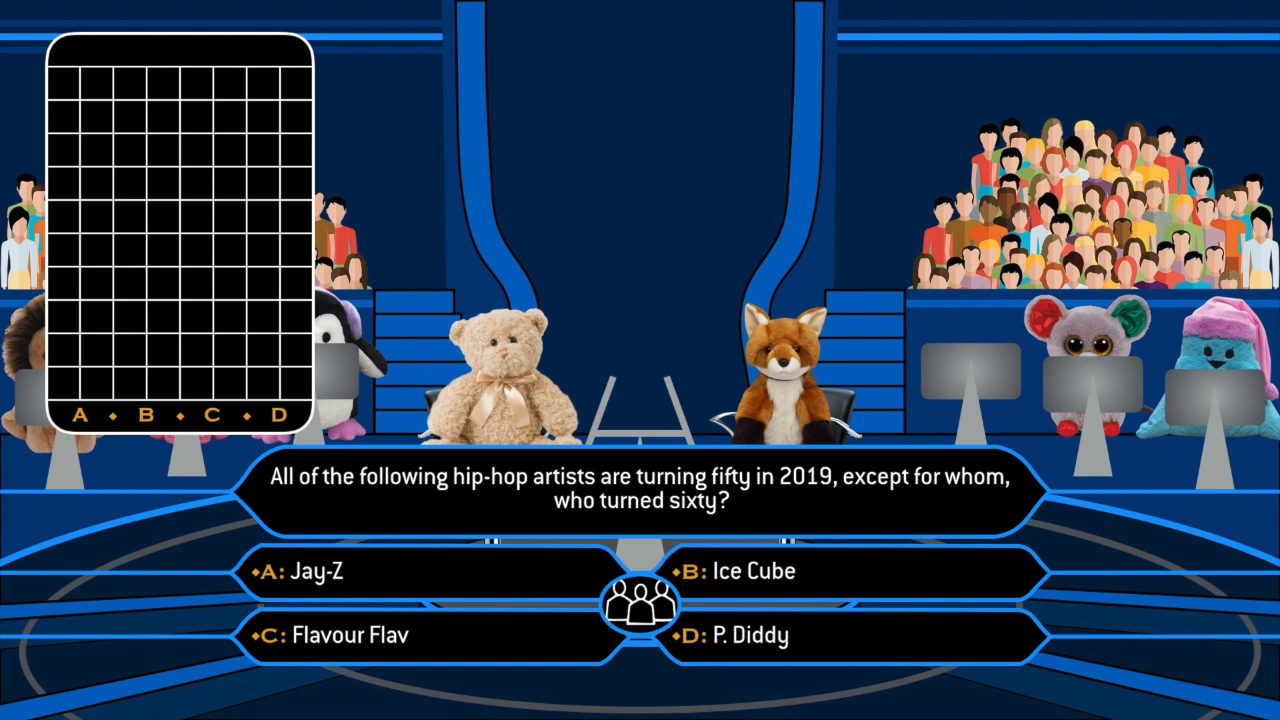 A B C D
All of the following hip-hop artists are turning fifty in 2019, except for whom,
who turned sixty?
A: Jay-Z
B: Ice Cube
C: Flavour Flav
D: P. Diddy